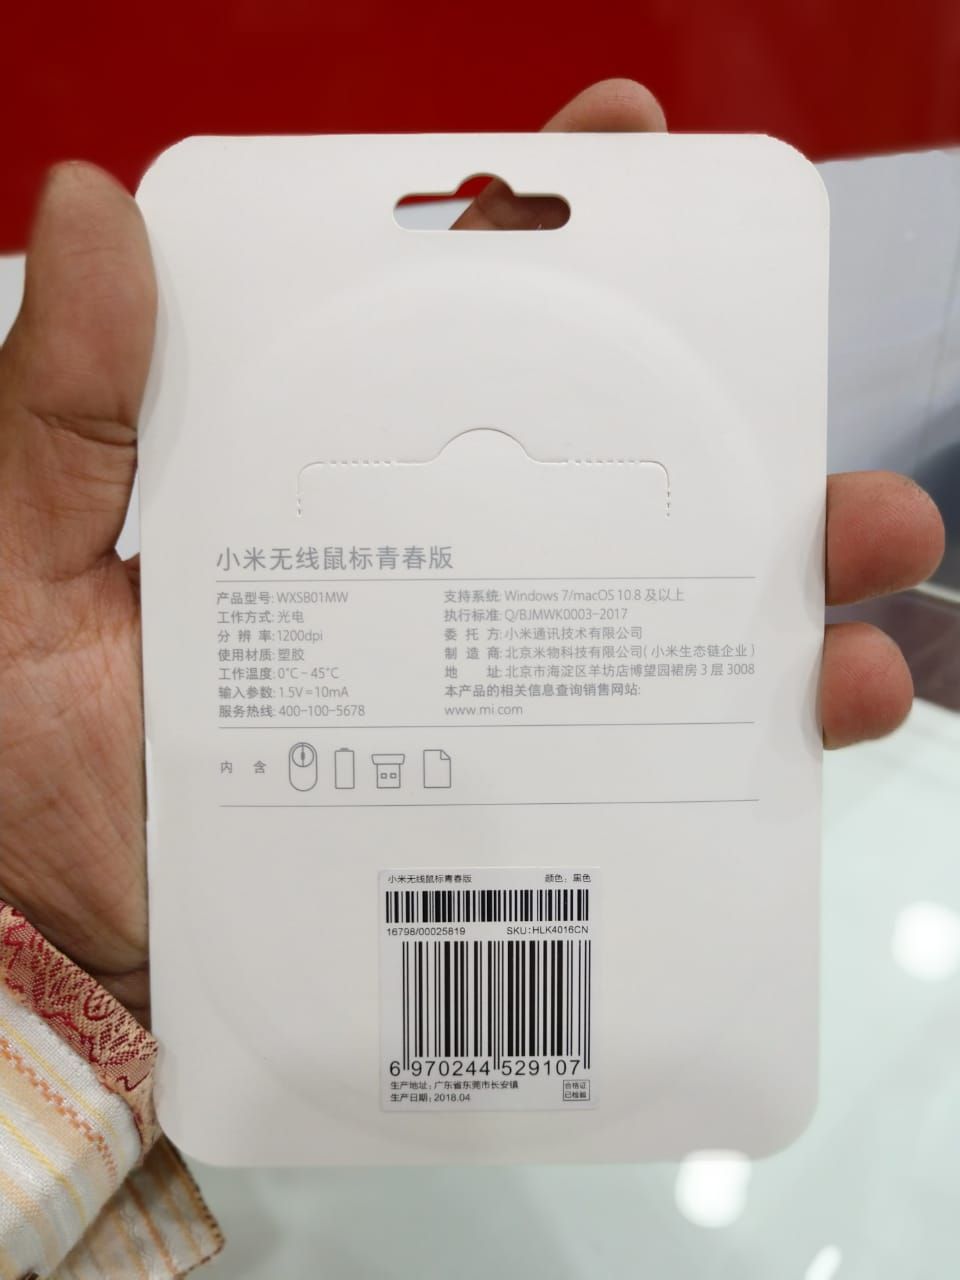 小米无线鼠标青春版
产品型号: WXSB01MW
工作方式: 光电
分 辨 率: 1200dpi
使用材质: 塑胶
工作温度: 0°C-45°C
输入参数: 1.5V⎓10mA
服务热线: 400-100-5678
支持系统: Windows 7/macOS 10.8 及以上
执行标准: Q/BJMWK0003-2017
委 托 方: 小米通讯技术有限公司
制 造 商: 北京米物科技有限公司(小米生态链企业)
地 址: 北京市海淀区羊坊店博望园裙房 3 层 3008
本产品的相关信息查询销售网站:
www.mi.com
内 含
小米无线鼠标青春版 颜色: 黑色
16798/00025819 SKU:HLK4016CN
6 970244 529107
生产地址: 广东省东莞市长安镇
生产日期: 2018.04
合格证
已检验